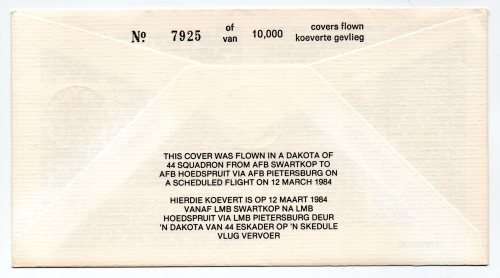 No 7925 of 10,000 covers flown
van koeverte gevlieg
THIS COVER WAS FLOWN IN A DAKOTA OF
44 SQUADRON FROM AFB SWARTKOP TO
AFB HOEDSPRUIT VIA AFB PIETERSBURG ON
A SCHEDULED FLIGHT ON 12 MARCH 1984
HIERDIE KOEVERT IS OP 12 MAART 1984
VANAF LMB SWARTKOP NA LMB
HOEDSPRUIT VIA LMB PIETERSBURG DEUR
'N DAKOTA VAN 44 ESKADER OP 'N SKEDULE
VLUG VERVOER